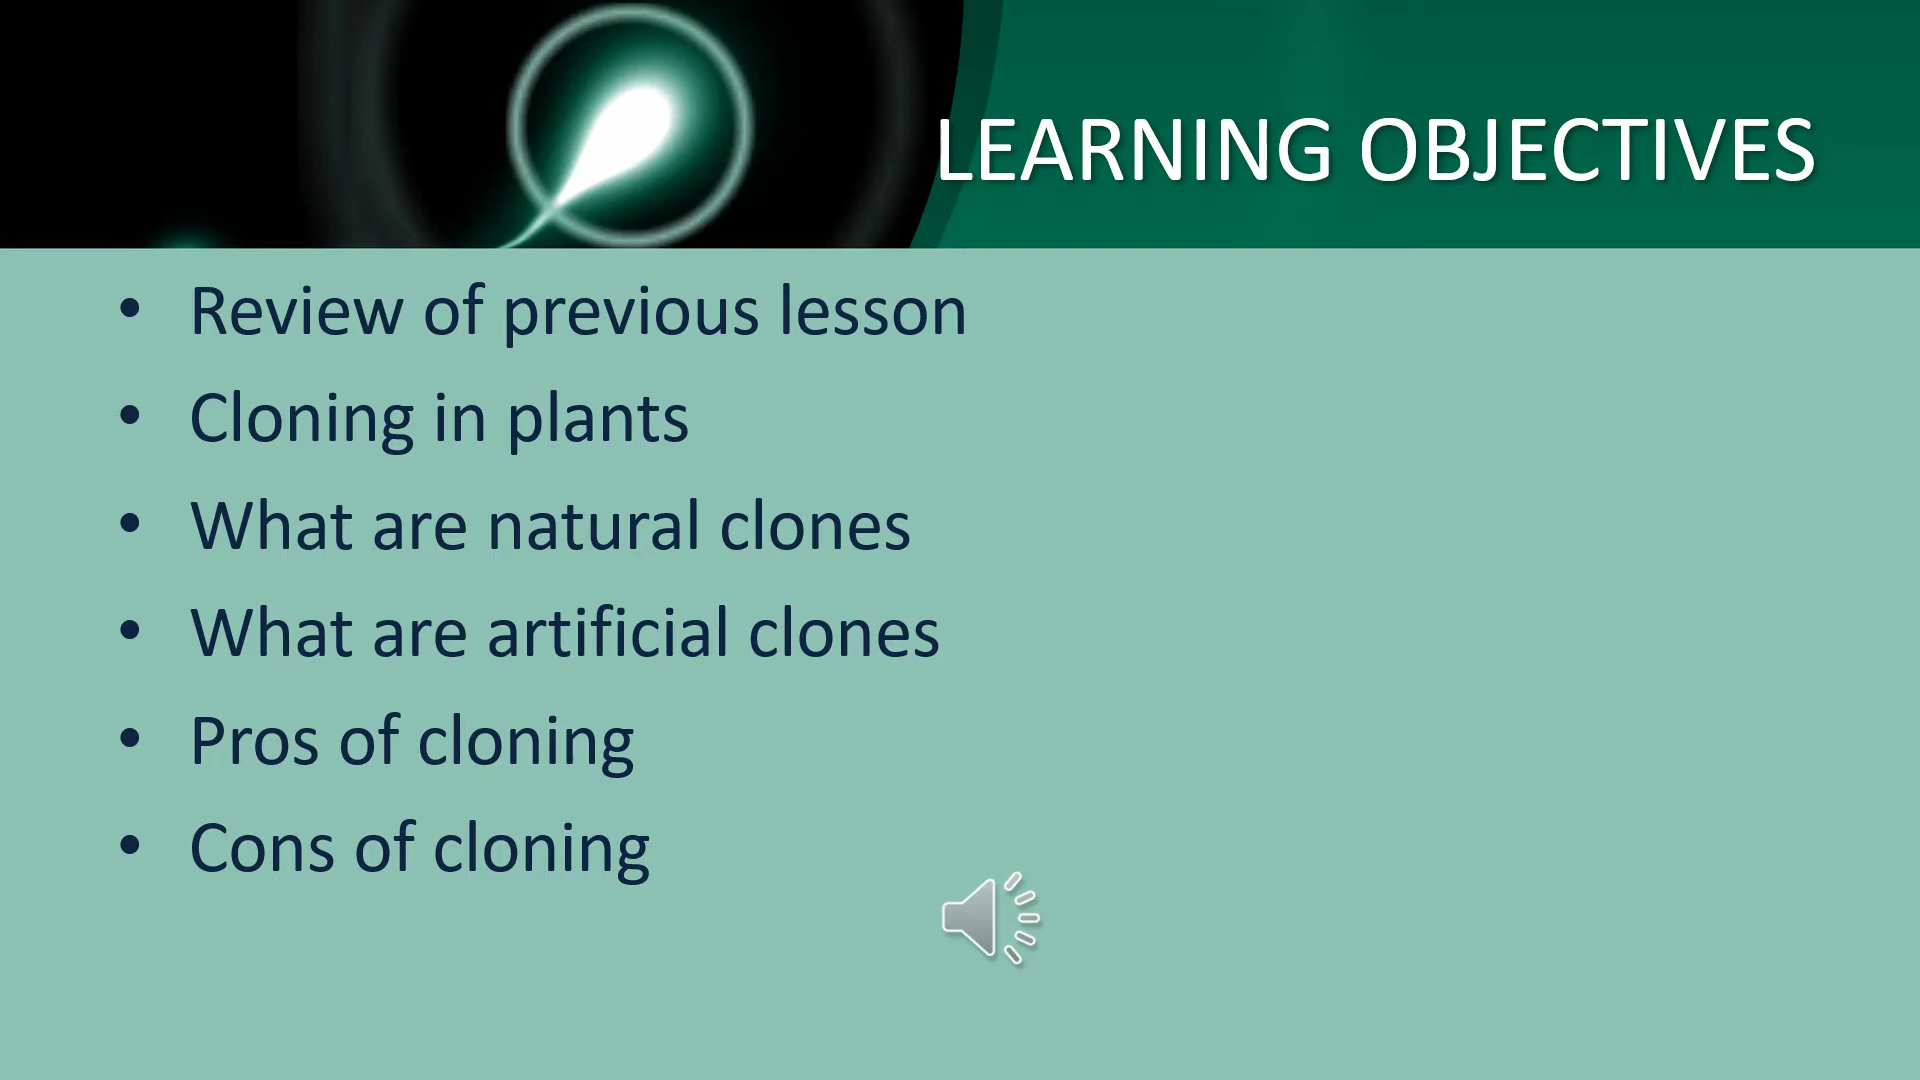 LEARNING OBJECTIVES
• Review of previous lesson
• Cloning in plants
• What are natural clones
• What are artificial clones
• Pros of cloning
• Cons of cloning